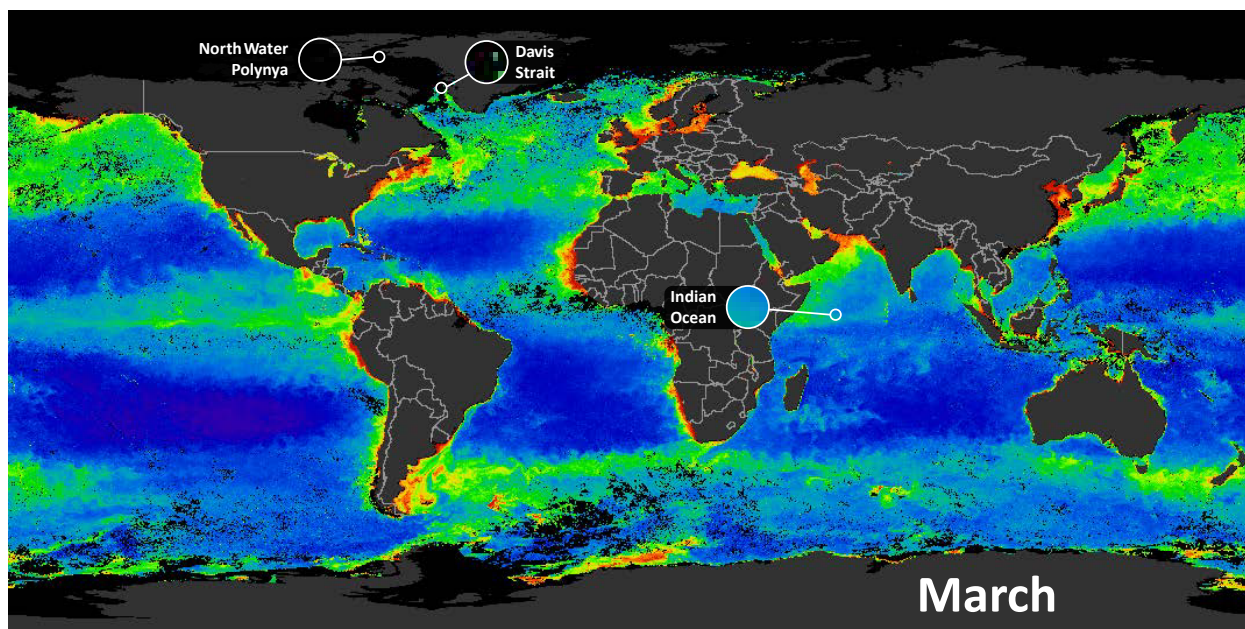 North Water
Polynya
Davis
Strait
Indian
Ocean
March